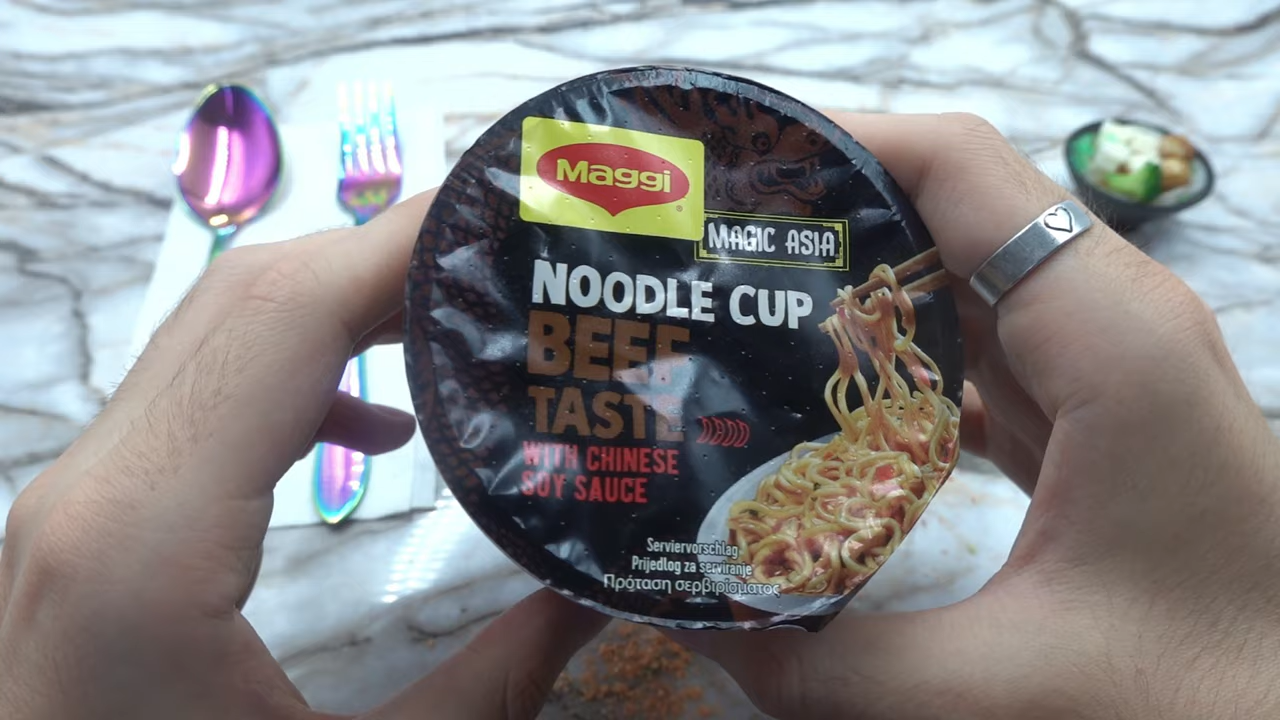 Maggi
MAGIC ASIA
NOODLE CUP
BEEF
TASTE
WITH CHINESE
SOY SAUCE
Serviervorschlag
Prijedlog za serviranje
Πρόταση σερβιρίσματος